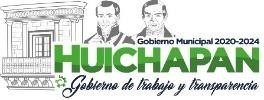 Gobierno Municipal 2020-2024
HUICHAPAN
Gobierno de trabajo y transparencia